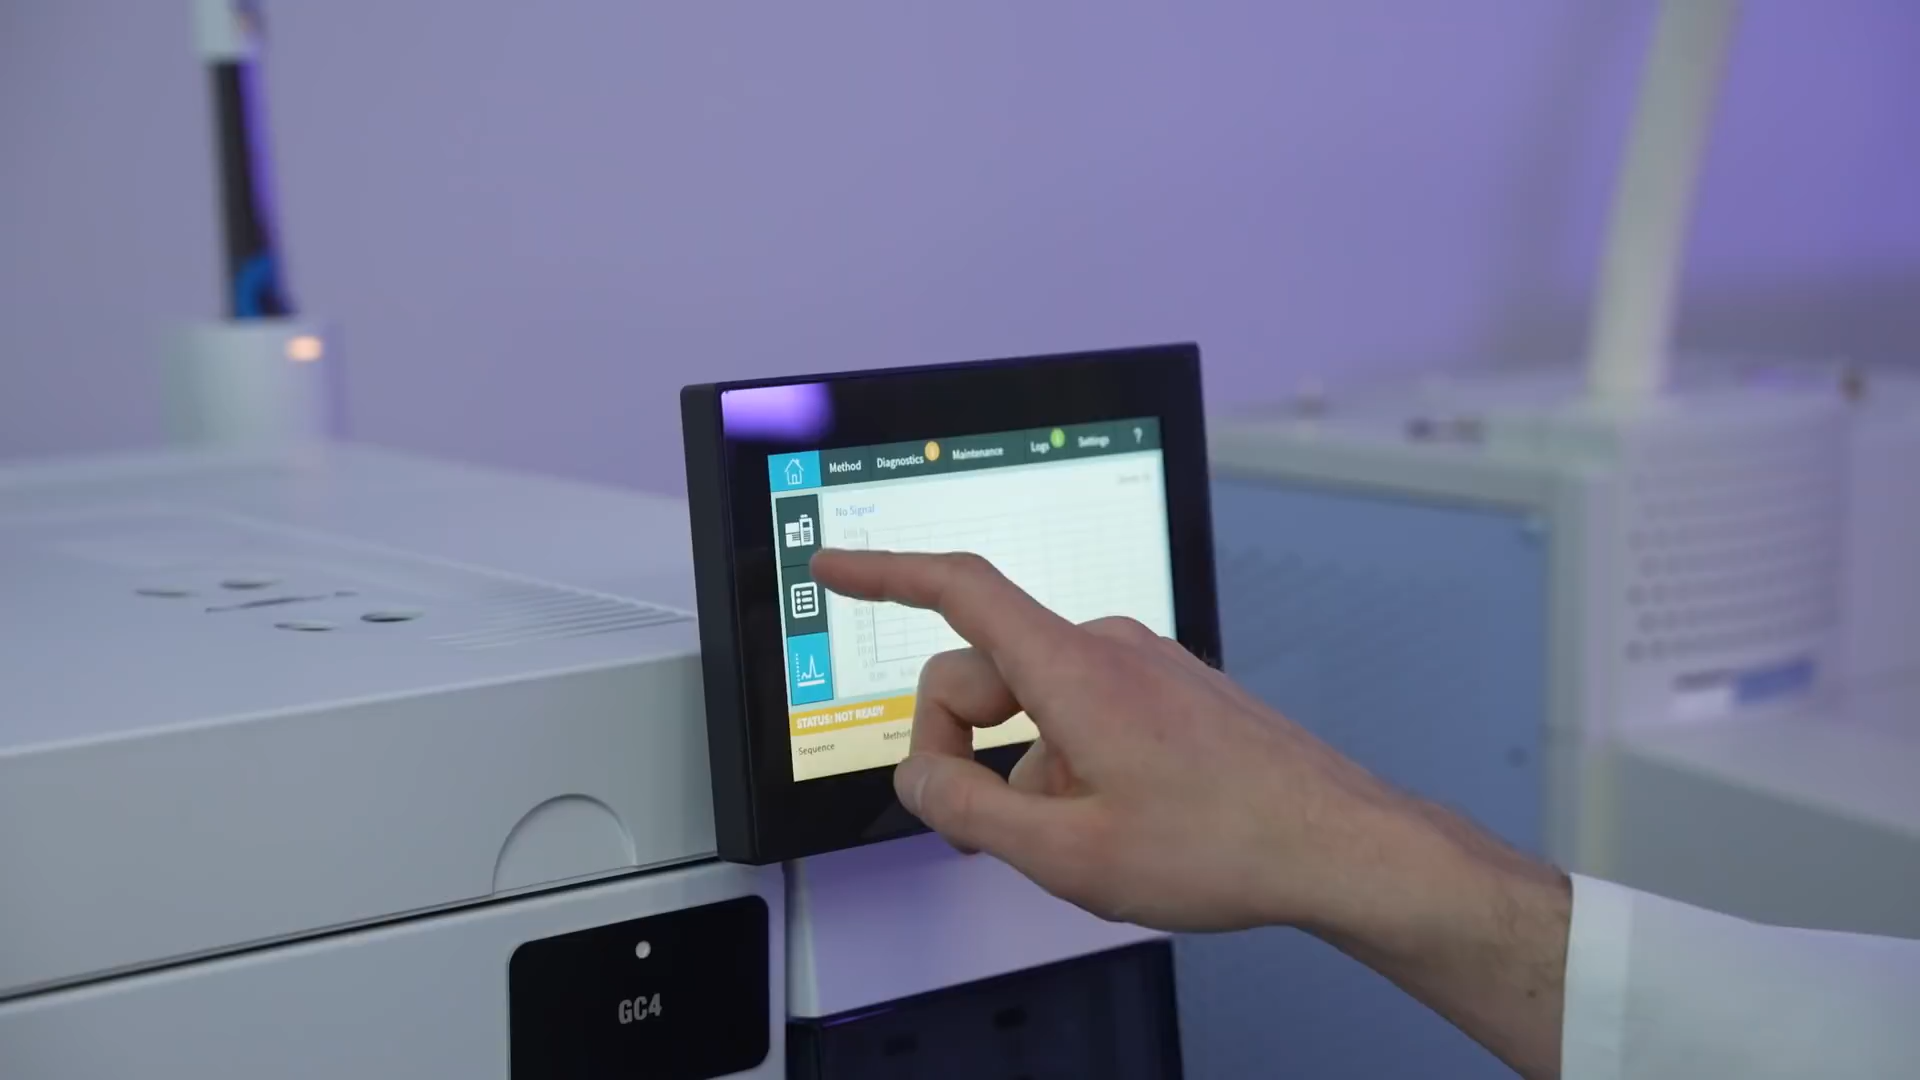 Method Diagnostics Maintenance Logs Settings ?
No Signal
STATUS: NOT READY
Sequence Method
GC4